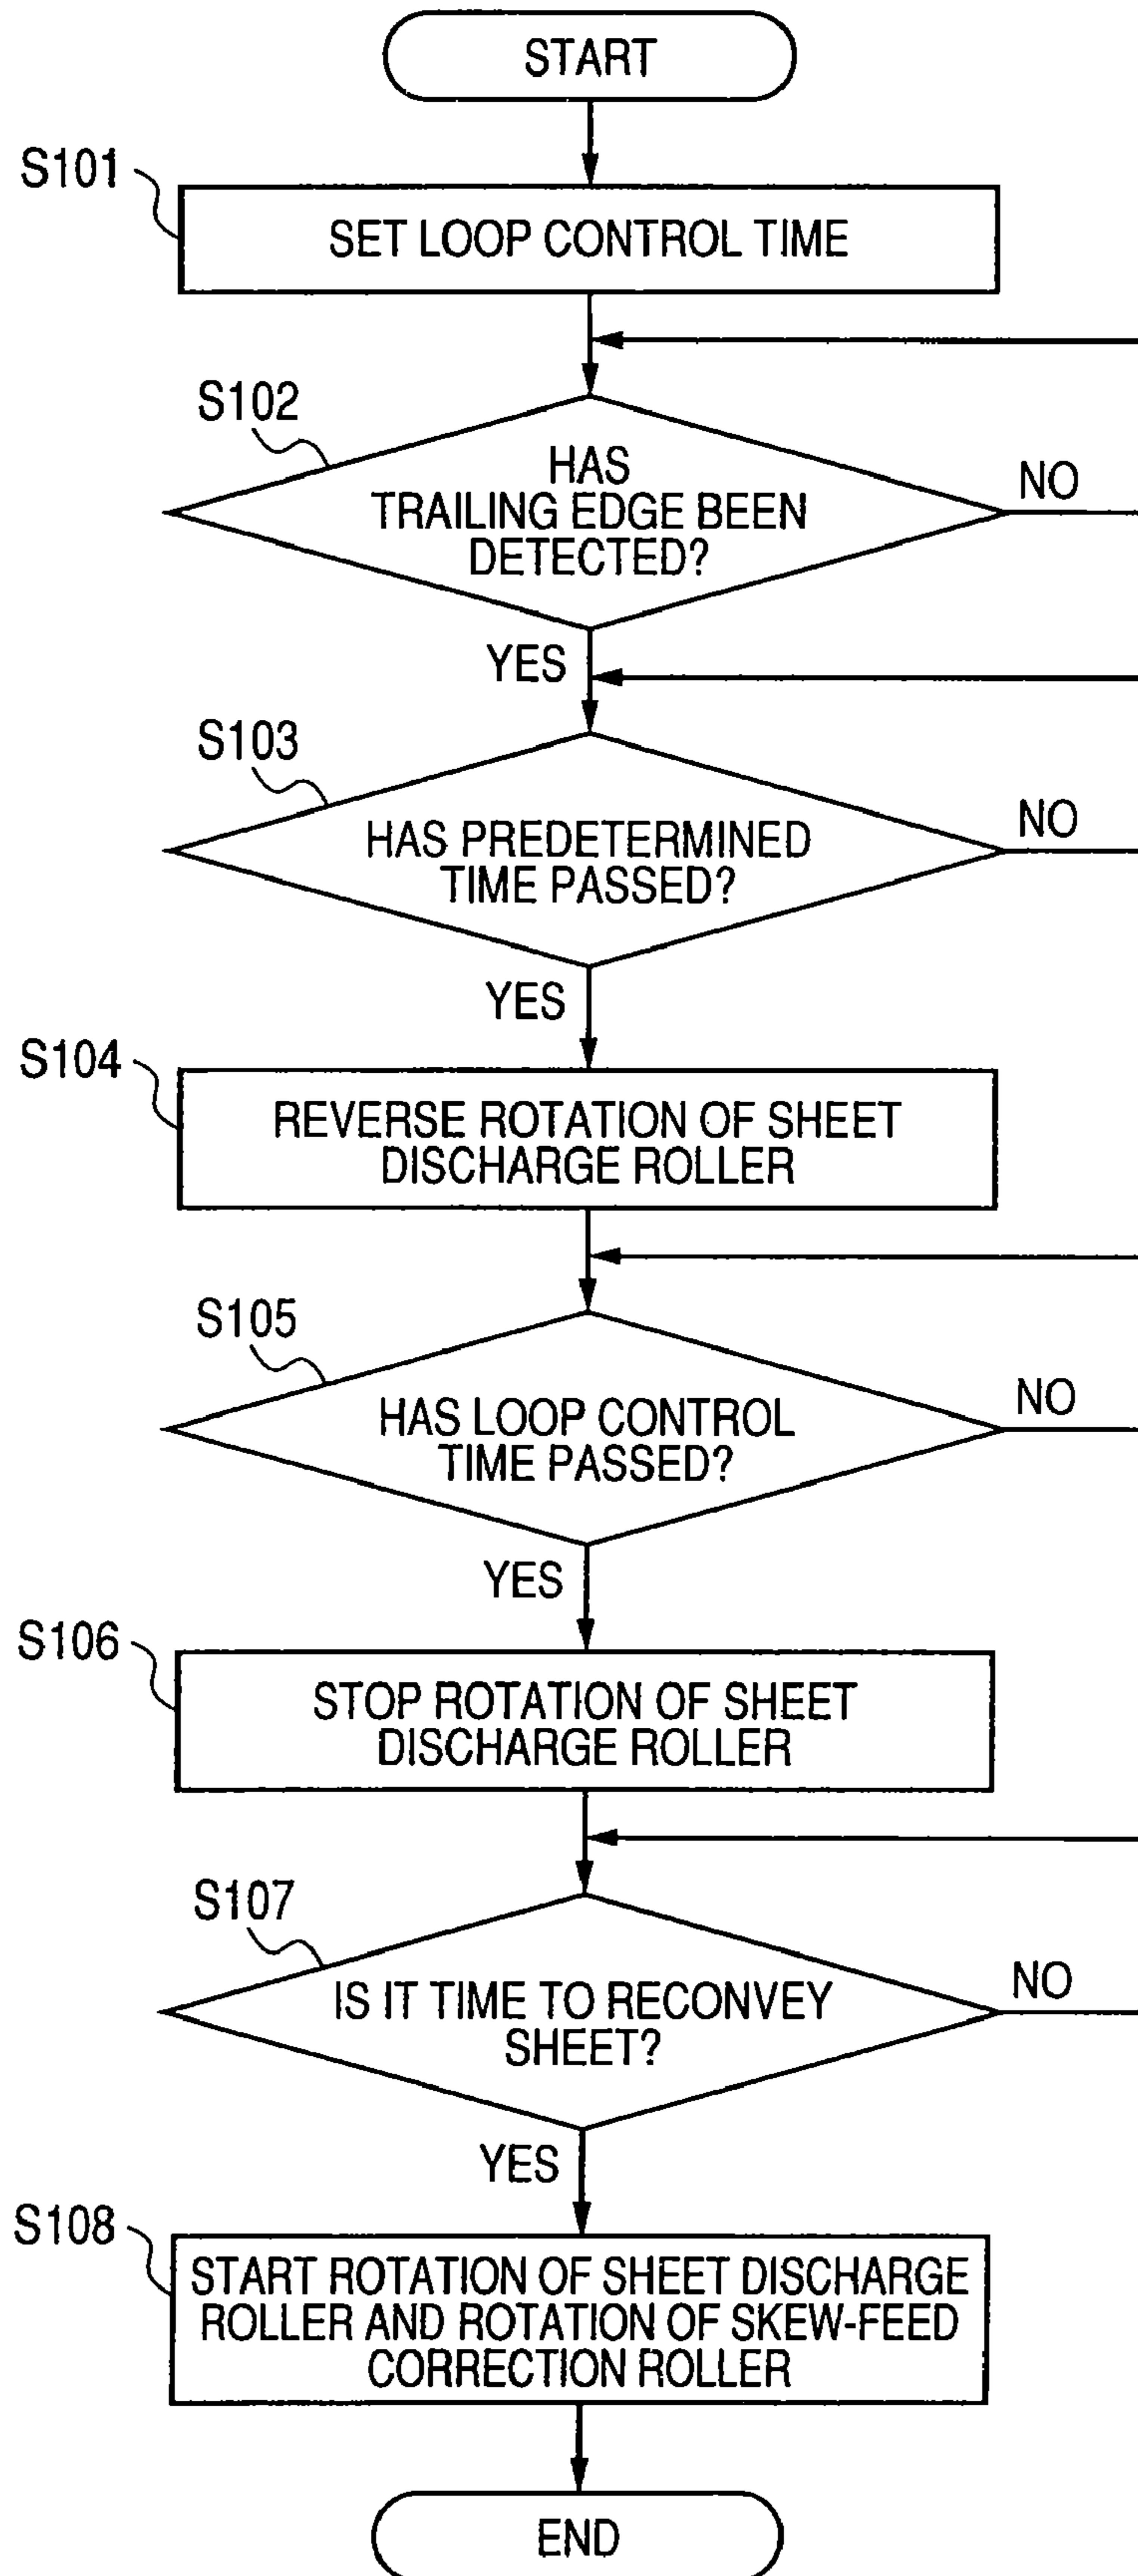 START
S101
SET LOOP CONTROL TIME
S102
HAS
TRAILING EDGE BEEN
DETECTED?
NO
YES
S103
HAS PREDETERMINED
TIME PASSED?
NO
YES
S104
REVERSE ROTATION OF SHEET
DISCHARGE ROLLER
S105
HAS LOOP CONTROL
TIME PASSED?
NO
YES
S106
STOP ROTATION OF SHEET
DISCHARGE ROLLER
S107
IS IT TIME TO RECONVEY
SHEET?
NO
YES
S108
START ROTATION OF SHEET DISCHARGE
ROLLER AND ROTATION OF SKEW-FEED
CORRECTION ROLLER
END